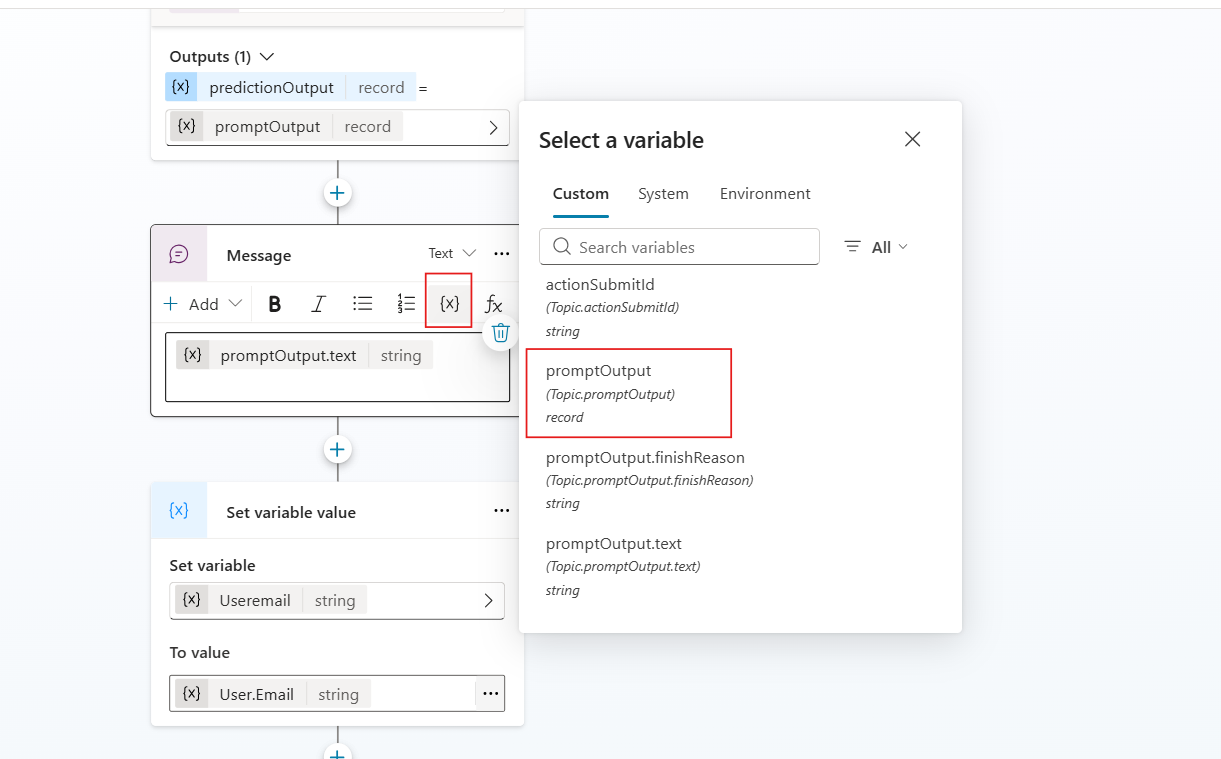 Outputs (1)
{x} predictionOutput record =
{x} promptOutput record
Message Text
+ Add B I {x} fx
{x} promptOutput.text string
{x} Set variable value
Set variable
{x} Useremail string
To value
{x} User.Email string
Select a variable
Custom System Environment
Search variables All
actionSubmitId
(Topic.actionSubmitId)
string
promptOutput
(Topic.promptOutput)
record
promptOutput.finishReason
(Topic.promptOutput.finishReason)
string
promptOutput.text
(Topic.promptOutput.text)
string